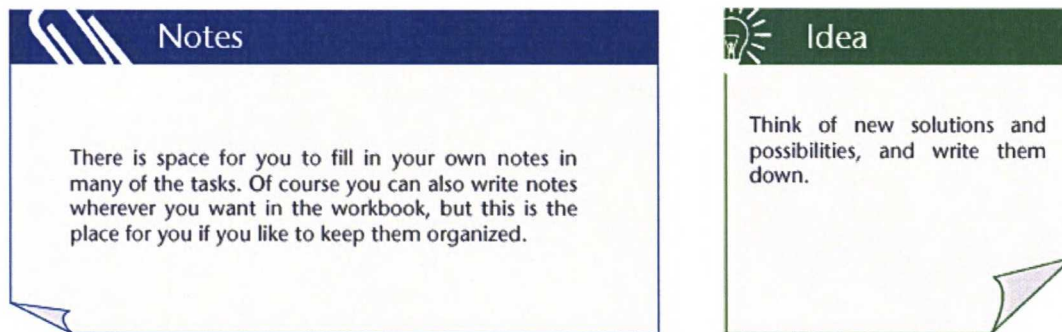 Notes
There is space for you to fill in your own notes in
many of the tasks. Of course you can also write notes
wherever you want in the workbook, but this is the
place for you if you like to keep them organized.
Idea
Think of new solutions and
possibilities, and write them
down.